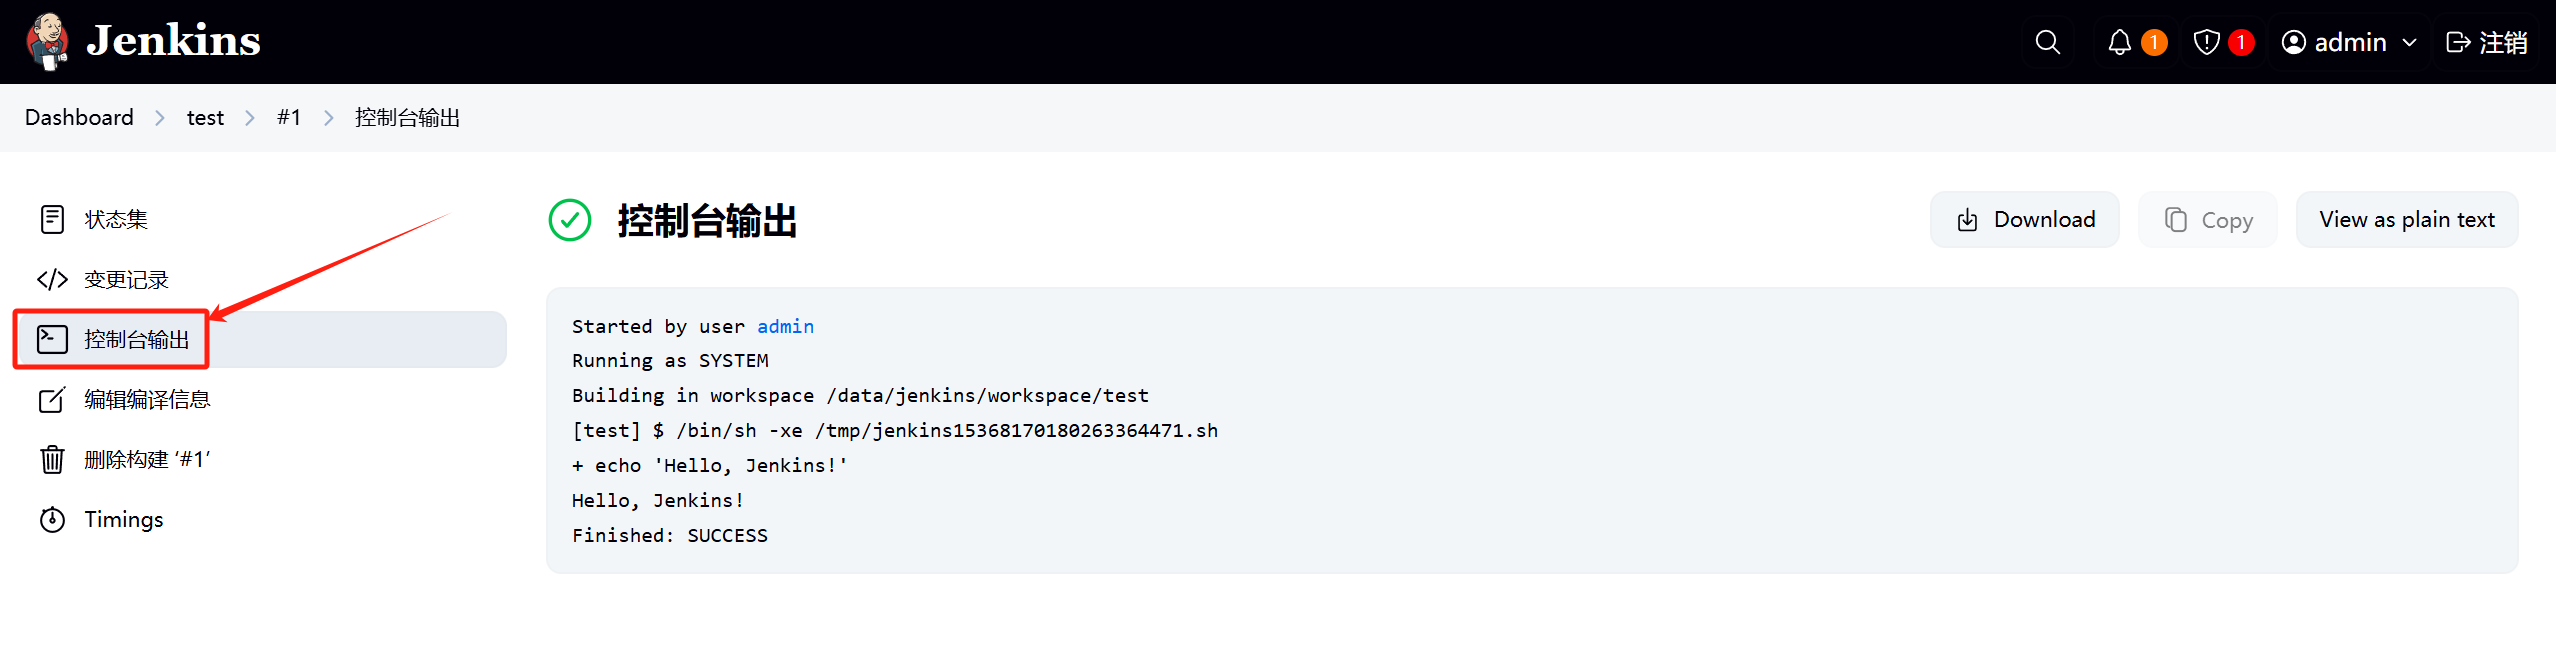 Jenkins
1
1
admin
注销
Dashboard
test
#1
控制台输出
状态集
变更记录
控制台输出
编辑编译信息
删除构建 ‘#1’
Timings
控制台输出
Download
Copy
View as plain text
Started by user admin
Running as SYSTEM
Building in workspace /data/jenkins/workspace/test
[test] $ /bin/sh -xe /tmp/jenkins15368170180263364471.sh
+ echo 'Hello, Jenkins!'
Hello, Jenkins!
Finished: SUCCESS